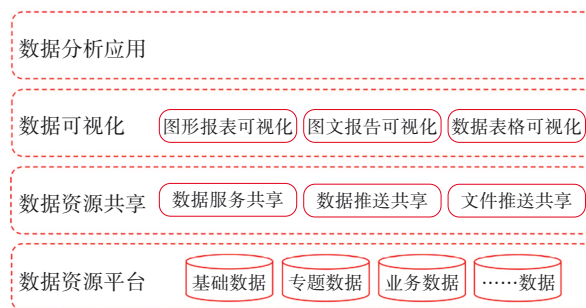 数据分析应用
数据可视化 图形报表可视化 图文报告可视化 数据表格可视化
数据资源共享 数据服务共享 数据推送共享 文件推送共享
数据资源平台 基础数据 专题数据 业务数据 ……数据